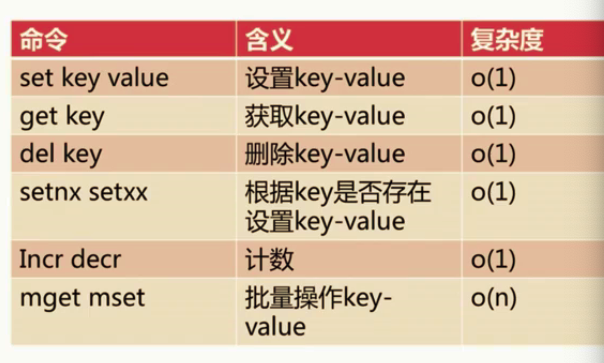 命令 含义 复杂度
set key value 设置key-value o(1)
get key 获取key-value o(1)
del key 删除key-value o(1)
setnx setxx 根据key是否存在 o(1)
设置key-value
Incr decr 计数 o(1)
mget mset 批量操作key- o(n)
value